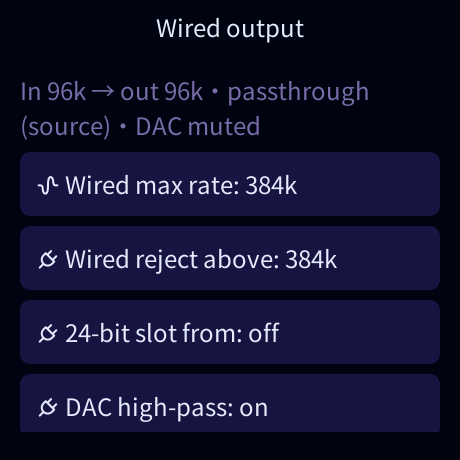 Wired output
In 96k → out 96k • passthrough
(source) • DAC muted
Wired max rate: 384k
Wired reject above: 384k
24-bit slot from: off
DAC high-pass: on